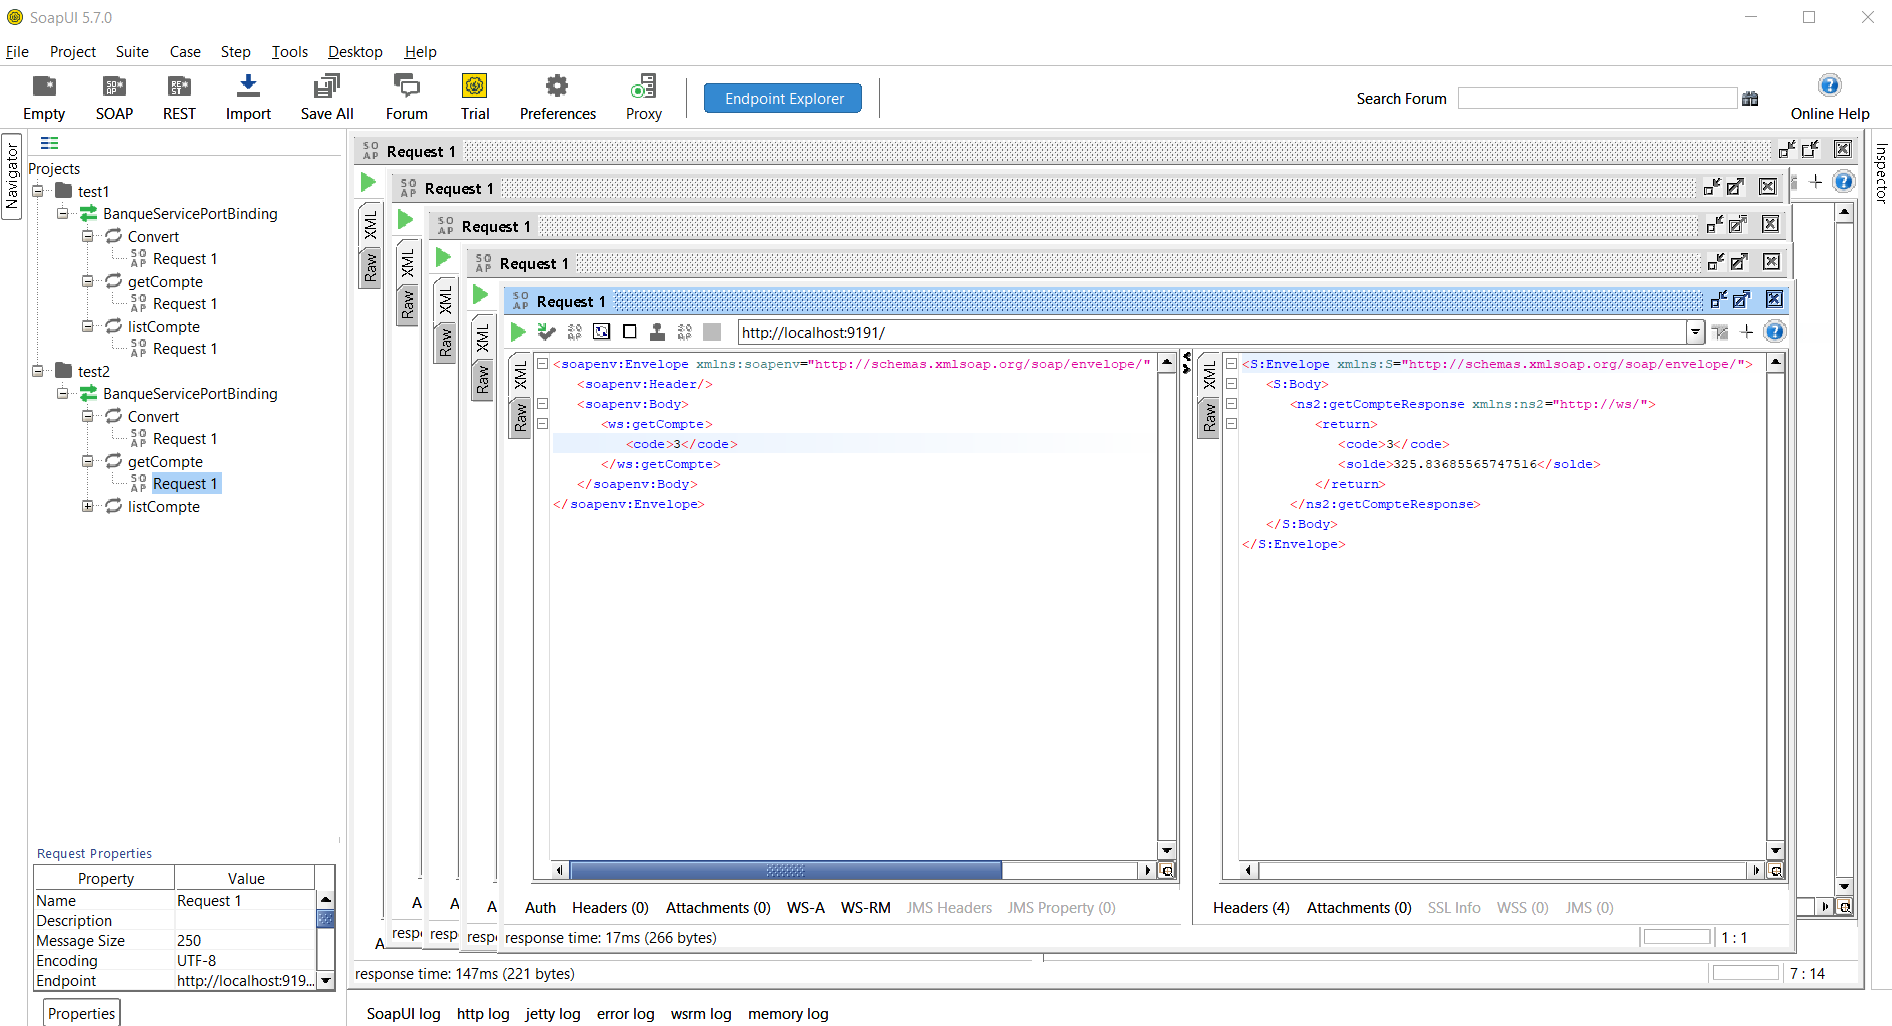 SoapUI 5.7.0
File Project Suite Case Step Tools Desktop Help
Empty SOAP REST Import Save All Forum Trial Preferences Proxy Endpoint Explorer Search Forum Online Help
Navigator
Projects
test1
BanqueServicePortBinding
Convert
Request 1
getCompte
Request 1
listCompte
Request 1
test2
BanqueServicePortBinding
Convert
Request 1
getCompte
Request 1
listCompte
Request Properties
Property Value
Name Request 1
Description
Message Size 250
Encoding UTF-8
Endpoint http://localhost:919...
Properties
Request 1
XML
Raw
Request 1
XML
Raw
Request 1
XML
Raw
Request 1
XML
Raw
Request 1
http://localhost:9191/
XML
Raw
<soapenv:Envelope xmlns:soapenv="http://schemas.xmlsoap.org/soap/envelope/"
<soapenv:Header/>
<soapenv:Body>
<ws:getCompte>
<code>3</code>
</ws:getCompte>
</soapenv:Body>
</soapenv:Envelope>
XML
Raw
<S:Envelope xmlns:S="http://schemas.xmlsoap.org/soap/envelope/">
<S:Body>
<ns2:getCompteResponse xmlns:ns2="http://ws/">
<return>
<code>3</code>
<solde>325.83685565747516</solde>
</return>
</ns2:getCompteResponse>
</S:Body>
</S:Envelope>
A A A A Auth Headers (0) Attachments (0) WS-A WS-RM JMS Headers JMS Property (0)
Headers (4) Attachments (0) SSL Info WSS (0) JMS (0)
resp resp resp response time: 17ms (266 bytes) 1 : 1
response time: 147ms (221 bytes) 7 : 14
SoapUI log http log jetty log error log wsrm log memory log
Inspector